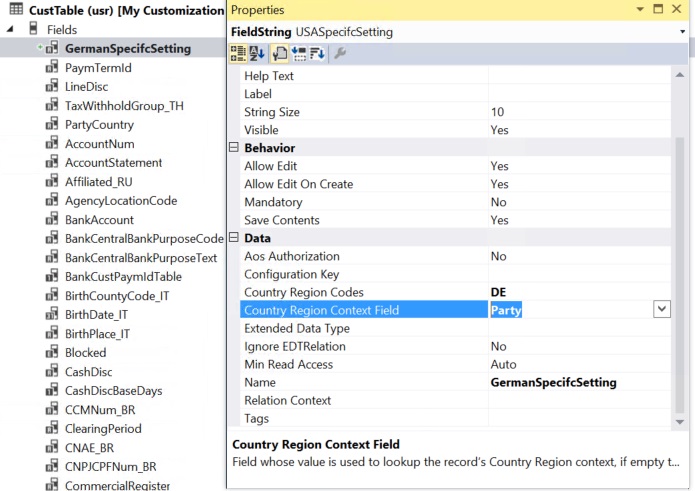 CustTable (usr) [My Customization
Fields
GermanSpecifcSetting
PaymTermId
LineDisc
TaxWithholdGroup_TH
PartyCountry
AccountNum
AccountStatement
Affiliated_RU
AgencyLocationCode
BankAccount
BankCentralBankPurposeCode
BankCentralBankPurposeText
BankCustPaymIdTable
BirthCountyCode_IT
BirthDate_IT
BirthPlace_IT
Blocked
CashDisc
CashDiscBaseDays
CCMNum_BR
ClearingPeriod
CNAE_BR
CNPJCPFNum_BR
CommercialRegister
Properties
FieldString USASpecifcSetting
Help Text
Label
String Size 10
Visible Yes
Behavior
Allow Edit Yes
Allow Edit On Create Yes
Mandatory No
Save Contents Yes
Data
Aos Authorization No
Configuration Key
Country Region Codes DE
Country Region Context Field Party
Extended Data Type
Ignore EDTRelation No
Min Read Access Auto
Name GermanSpecifcSetting
Relation Context
Tags
Country Region Context Field
Field whose value is used to lookup the record's Country Region context, if empty t...